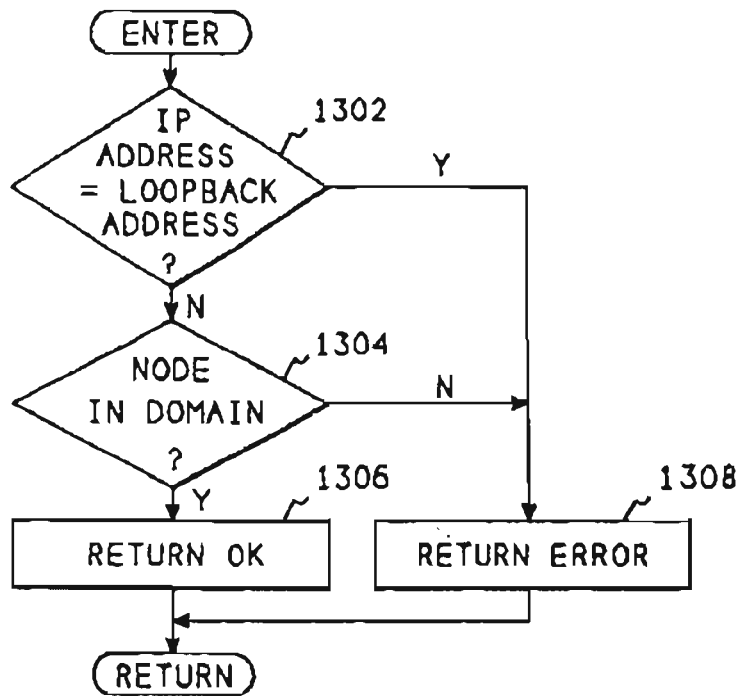 ENTER
1302
IP
ADDRESS
= LOOPBACK
ADDRESS
?
Y
N
1304
NODE
IN DOMAIN
?
N
Y
1306
RETURN OK
1308
RETURN ERROR
RETURN